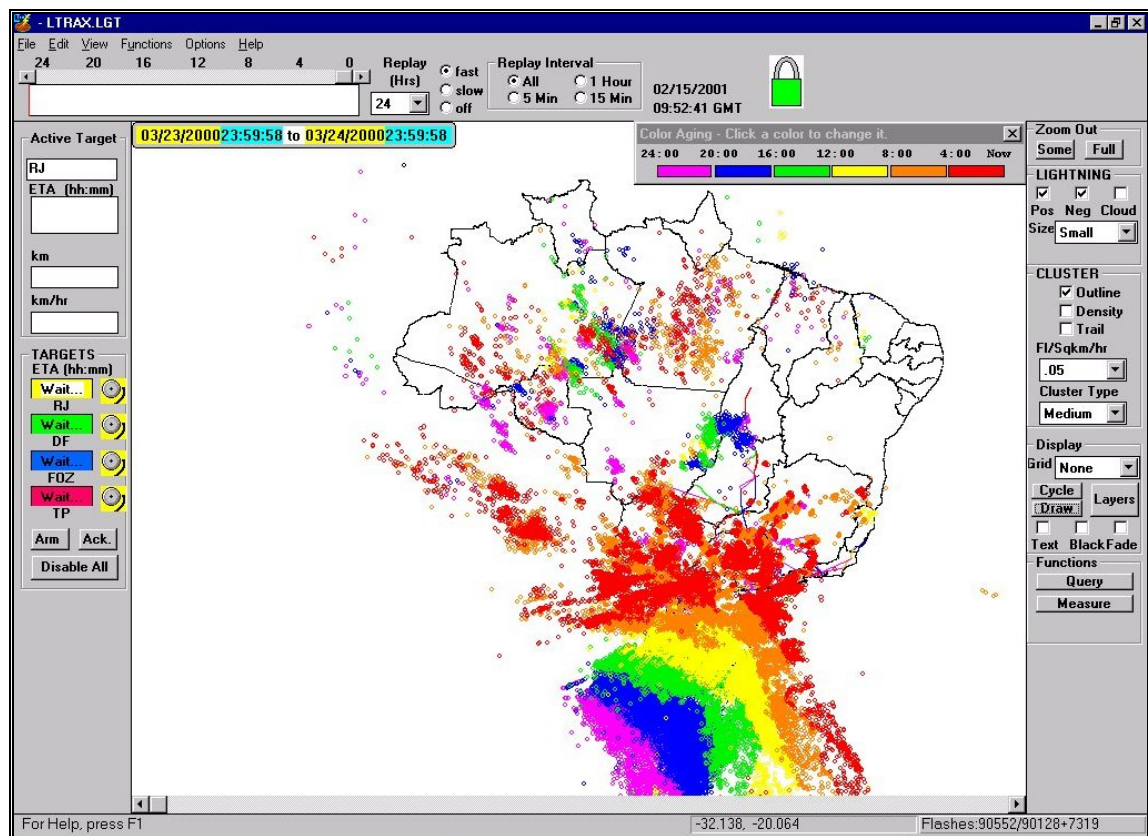 - LTRAX.LGT
File Edit View Functions Options Help
24 20 16 12 8 4 0
Replay (Hrs)
24
fast
slow
off
Replay Interval
All 1 Hour
5 Min 15 Min
02/15/2001
09:52:41 GMT
Active Target
RJ
ETA (hh:mm)
km
km/hr
TARGETS
ETA (hh:mm)
Wait...
RJ
Wait...
DF
Wait...
FOZ
Wait...
TP
Arm Ack.
Disable All
03/23/2000 23:59:58 to 03/24/2000 23:59:58
Color Aging - Click a color to change it.
24:00 20:00 16:00 12:00 8:00 4:00 Now
Zoom Out
Some Full
LIGHTNING
Pos Neg Cloud
Size Small
CLUSTER
Outline
Density
Trail
Fl/Sqkm/hr
.05
Cluster Type
Medium
Display
Grid None
Cycle
Draw
Layers
Text Black Fade
Functions
Query
Measure
For Help, press F1
-32.138, -20.064
Flashes:90552/90128+7319